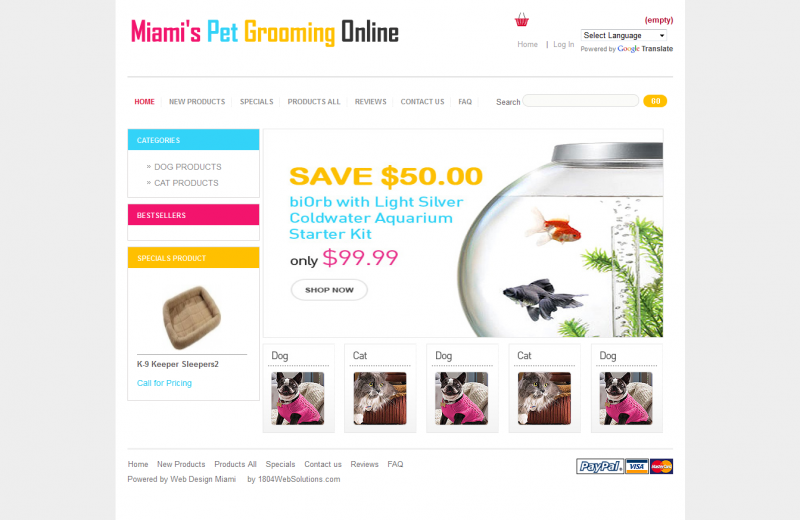 Miami's Pet Grooming Online
(empty)
Home | Log In
Select Language
Powered by Google Translate
HOME NEW PRODUCTS SPECIALS PRODUCTS ALL REVIEWS CONTACT US FAQ
Search GO
CATEGORIES
» DOG PRODUCTS
» CAT PRODUCTS
BESTSELLERS
SPECIALS PRODUCT
K-9 Keeper Sleepers2
Call for Pricing
SAVE $50.00
biOrb with Light Silver
Coldwater Aquarium
Starter Kit
only $99.99
SHOP NOW
Dog Cat Dog Cat Dog
Home New Products Products All Specials Contact us Reviews FAQ
Powered by Web Design Miami by 1804WebSolutions.com
PayPal VISA MasterCard